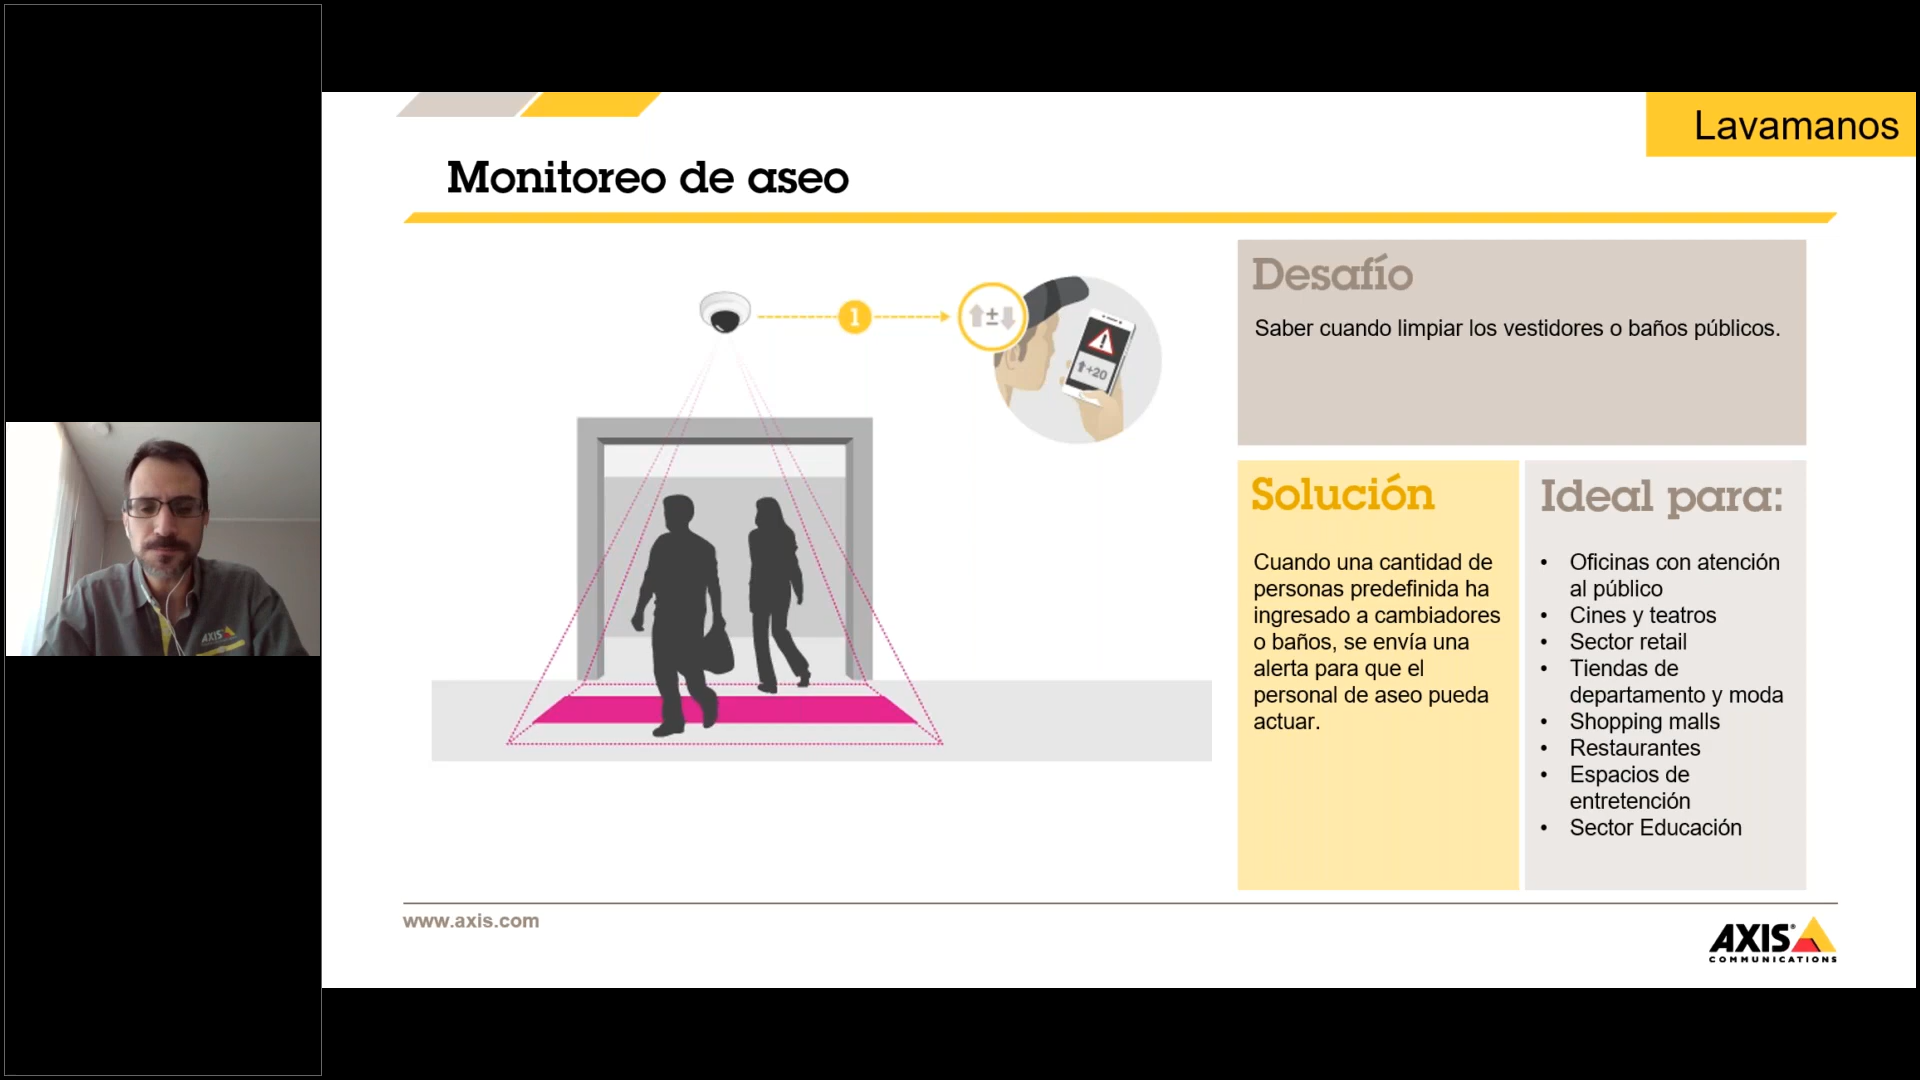 Lavamanos
Monitoreo de aseo
1
±
+20
Desafío
Saber cuando limpiar los vestidores o baños públicos.
Solución
Cuando una cantidad de
personas predefinida ha
ingresado a cambiadores
o baños, se envía una
alerta para que el
personal de aseo pueda
actuar.
Ideal para:
• Oficinas con atención
al público
• Cines y teatros
• Sector retail
• Tiendas de
departamento y moda
• Shopping malls
• Restaurantes
• Espacios de
entretención
• Sector Educación
AXIS
www.axis.com
AXIS
COMMUNICATIONS